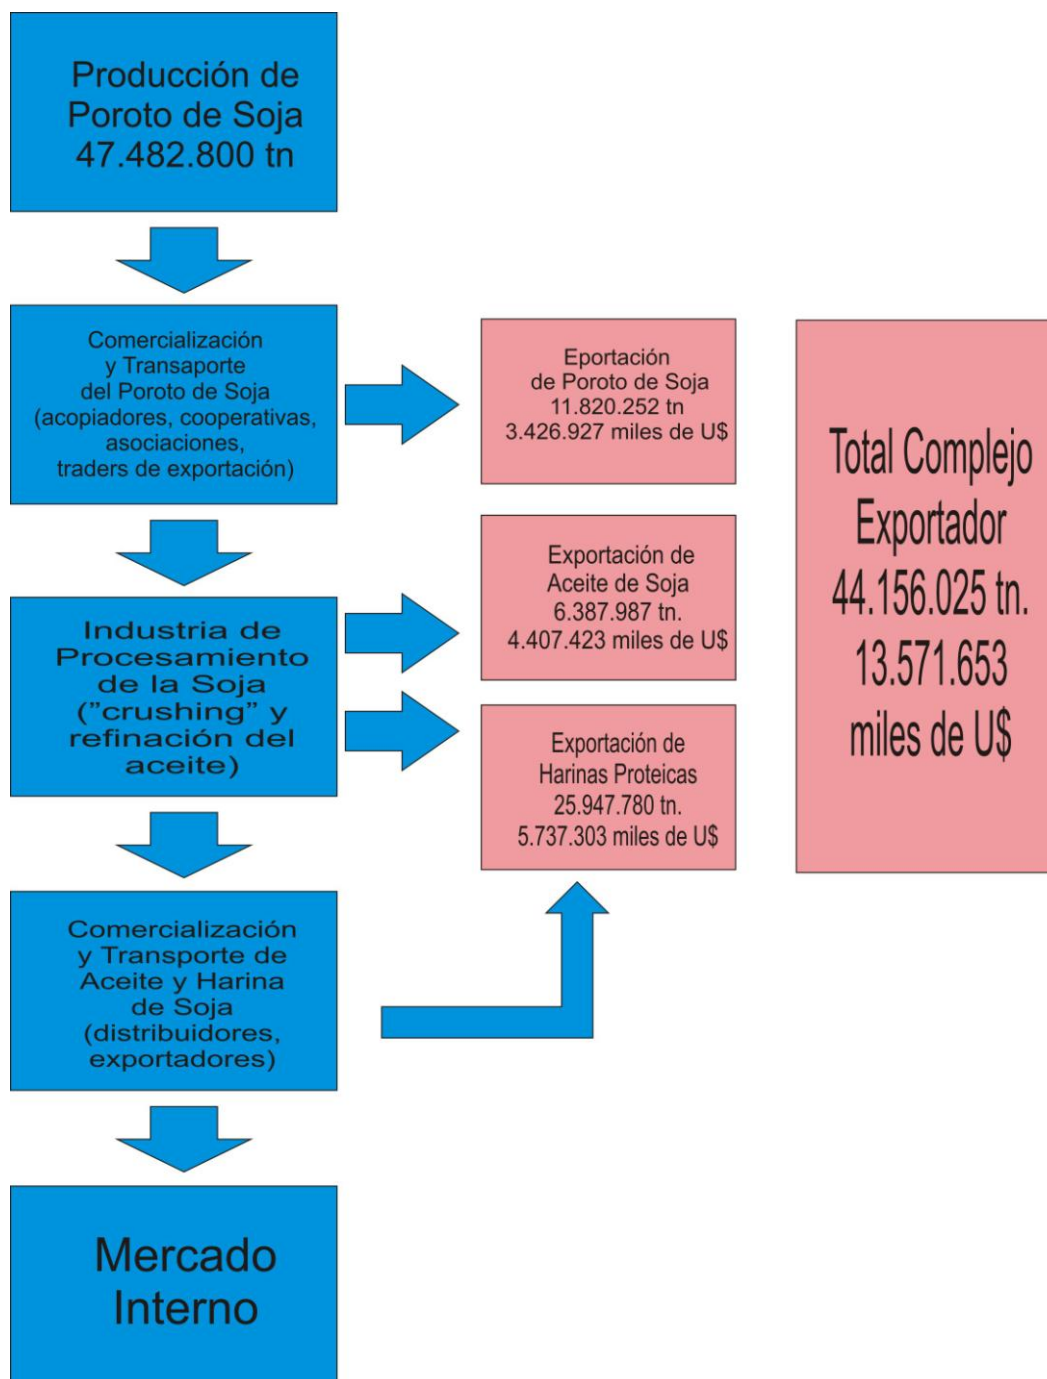 Producción de
Poroto de Soja
47.482.800 tn
Comercialización
y Transaporte
del Poroto de Soja
(acopiadores, cooperativas,
asociaciones,
traders de exportación)
Eportación
de Poroto de Soja
11.820.252 tn
3.426.927 miles de U$
Industria de
Procesamiento
de la Soja
("crushing" y
refinación del
aceite)
Exportación de
Aceite de Soja
6.387.987 tn.
4.407.423 miles de U$
Exportación de
Harinas Proteicas
25.947.780 tn.
5.737.303 miles de U$
Total Complejo
Exportador
44.156.025 tn.
13.571.653
miles de U$
Comercialización
y Transporte de
Aceite y Harina
de Soja
(distribuidores,
exportadores)
Mercado
Interno